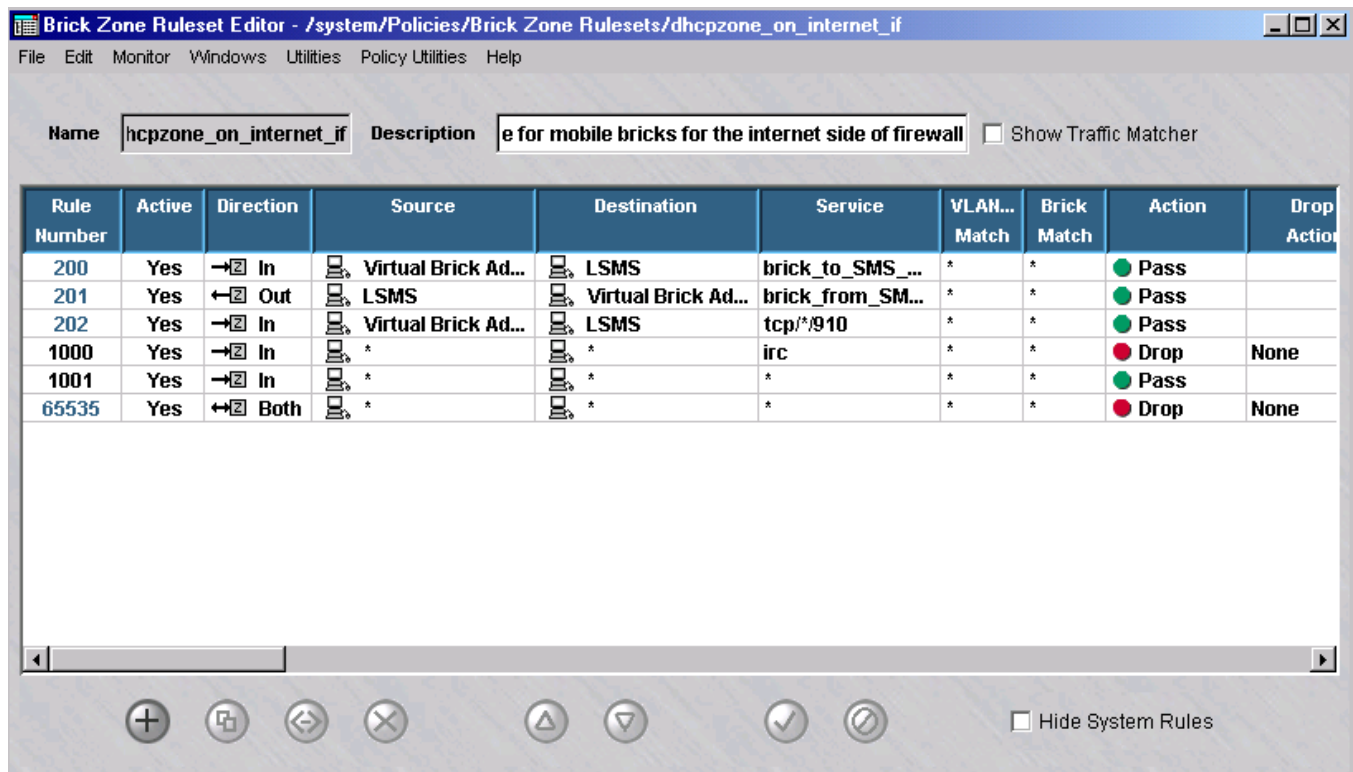 Brick Zone Ruleset Editor - /system/Policies/Brick Zone Rulesets/dhcpzone_on_internet_if
File Edit Monitor Windows Utilities Policy Utilities Help
Name hcpzone_on_internet_if Description e for mobile bricks for the internet side of firewall Show Traffic Matcher
Rule Number Active Direction Source Destination Service VLAN... Match Brick Match Action Drop Action
200 Yes Z In Virtual Brick Ad... LSMS brick_to_SMS_... * * Pass
201 Yes Z Out LSMS Virtual Brick Ad... brick_from_SM... * * Pass
202 Yes Z In Virtual Brick Ad... LSMS tcp/*/910 * * Pass
1000 Yes Z In * * irc * * Drop None
1001 Yes Z In * * * * * Pass
65535 Yes Z Both * * * * * Drop None
Hide System Rules